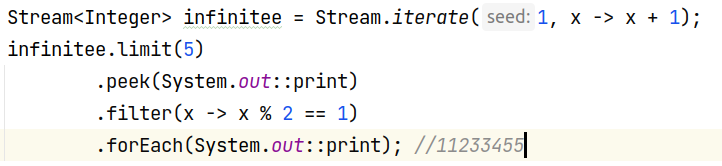 Stream<Integer> infinitee = Stream.iterate( seed: 1, x -> x + 1);
infinitee.limit(5)
.peek(System.out::print)
.filter(x -> x % 2 == 1)
.forEach(System.out::print); //11233455